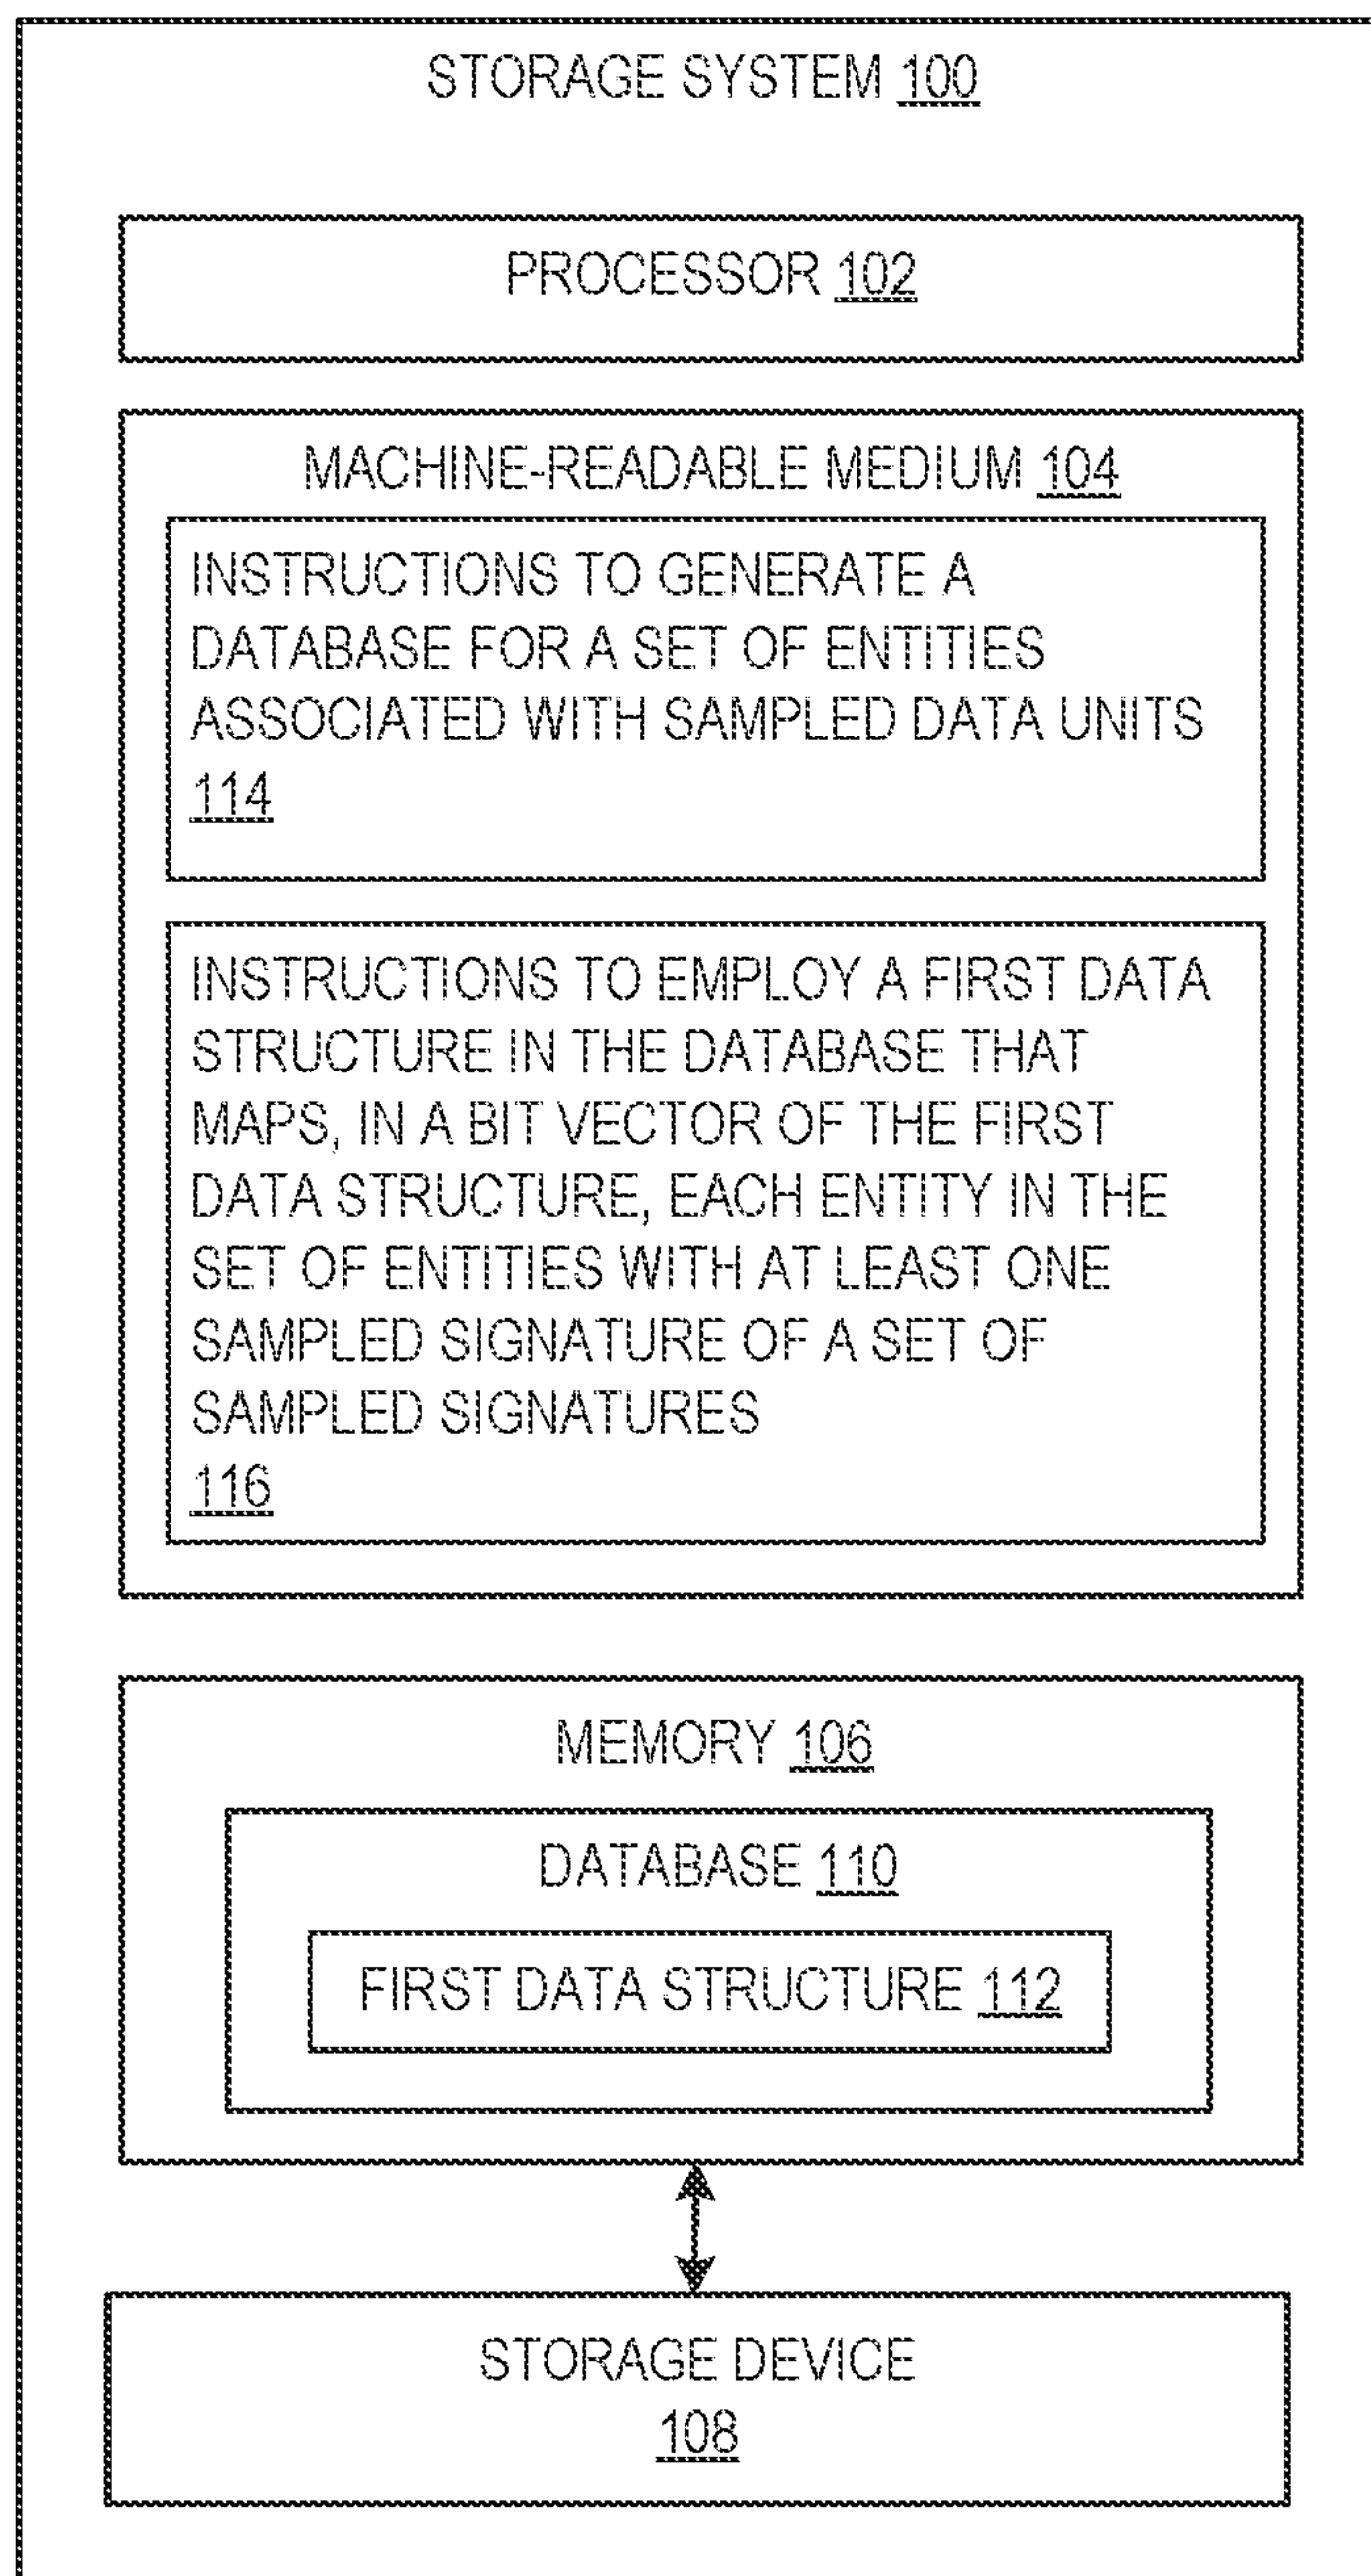 STORAGE SYSTEM 100
PROCESSOR 102
MACHINE-READABLE MEDIUM 104
INSTRUCTIONS TO GENERATE A
DATABASE FOR A SET OF ENTITIES
ASSOCIATED WITH SAMPLED DATA UNITS
114
INSTRUCTIONS TO EMPLOY A FIRST DATA
STRUCTURE IN THE DATABASE THAT
MAPS, IN A BIT VECTOR OF THE FIRST
DATA STRUCTURE, EACH ENTITY IN THE
SET OF ENTITIES WITH AT LEAST ONE
SAMPLED SIGNATURE OF A SET OF
SAMPLED SIGNATURES
116
MEMORY 106
DATABASE 110
FIRST DATA STRUCTURE 112
STORAGE DEVICE
108